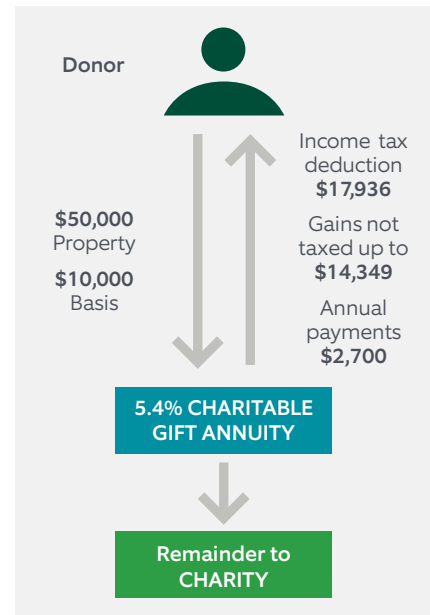 Donor
$50,000
Property
$10,000
Basis
Income tax
deduction
$17,936
Gains not
taxed up to
$14,349
Annual
payments
$2,700
5.4% CHARITABLE
GIFT ANNUITY
Remainder to
CHARITY